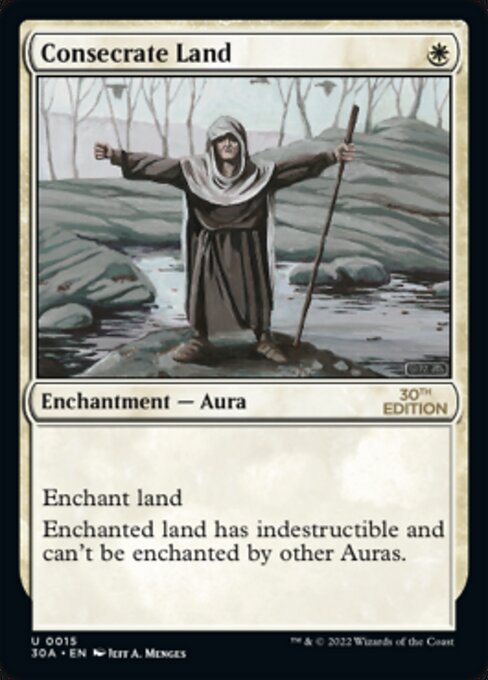 Consecrate Land
Enchantment — Aura
30TH
EDITION
Enchant land
Enchanted land has indestructible and
can't be enchanted by other Auras.
U 0015
30A • EN Jeff A. Menges
™ & © 2022 Wizards of the Coast